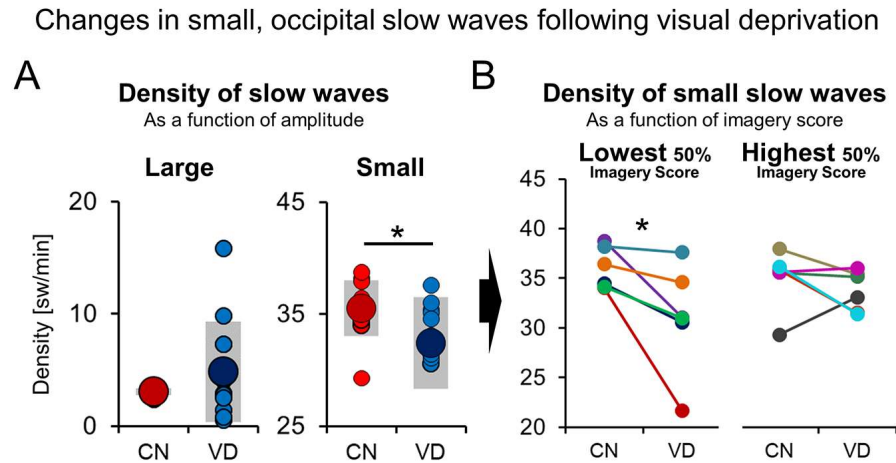 Changes in small, occipital slow waves following visual deprivation
A
Density of slow waves
As a function of amplitude
Large
Small
Density [sw/min]
20
10
0
CN
VD
45
35
25
*
CN
VD
B
Density of small slow waves
As a function of imagery score
Lowest 50%
Imagery Score
Highest 50%
Imagery Score
45
40
35
30
25
20
*
CN
VD
CN
VD